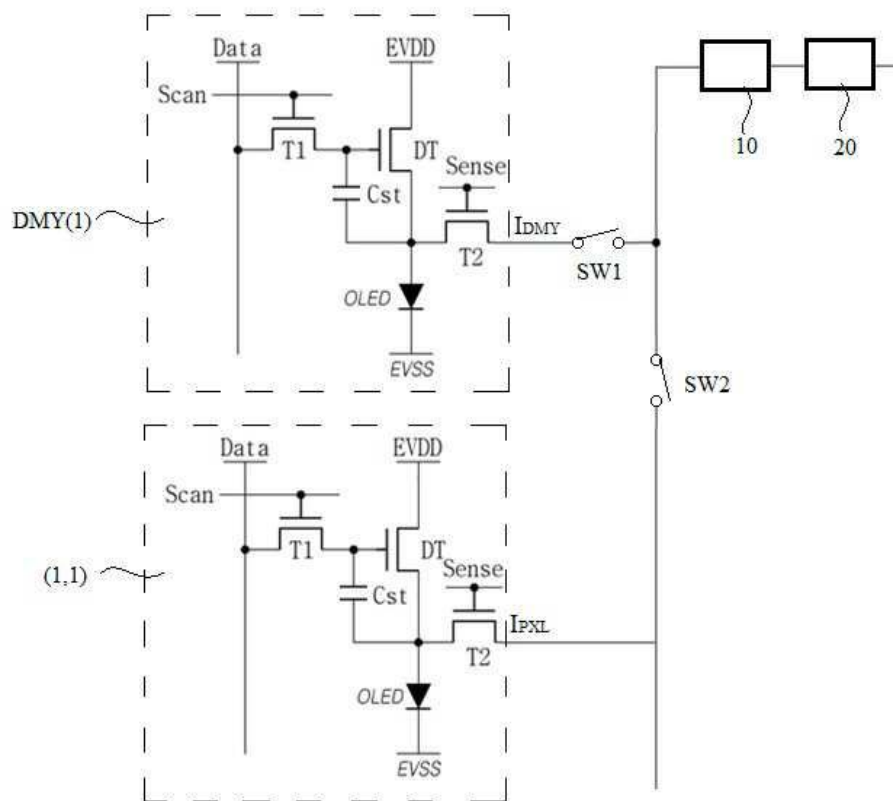 Data
EVDD
Scan
T1
DT
Cst
Sense
T2
OLED
EVSS
DMY(1)
IDMY
SW1
10
20
SW2
Data
EVDD
Scan
T1
DT
Cst
Sense
T2
OLED
EVSS
(1,1)
IPXL